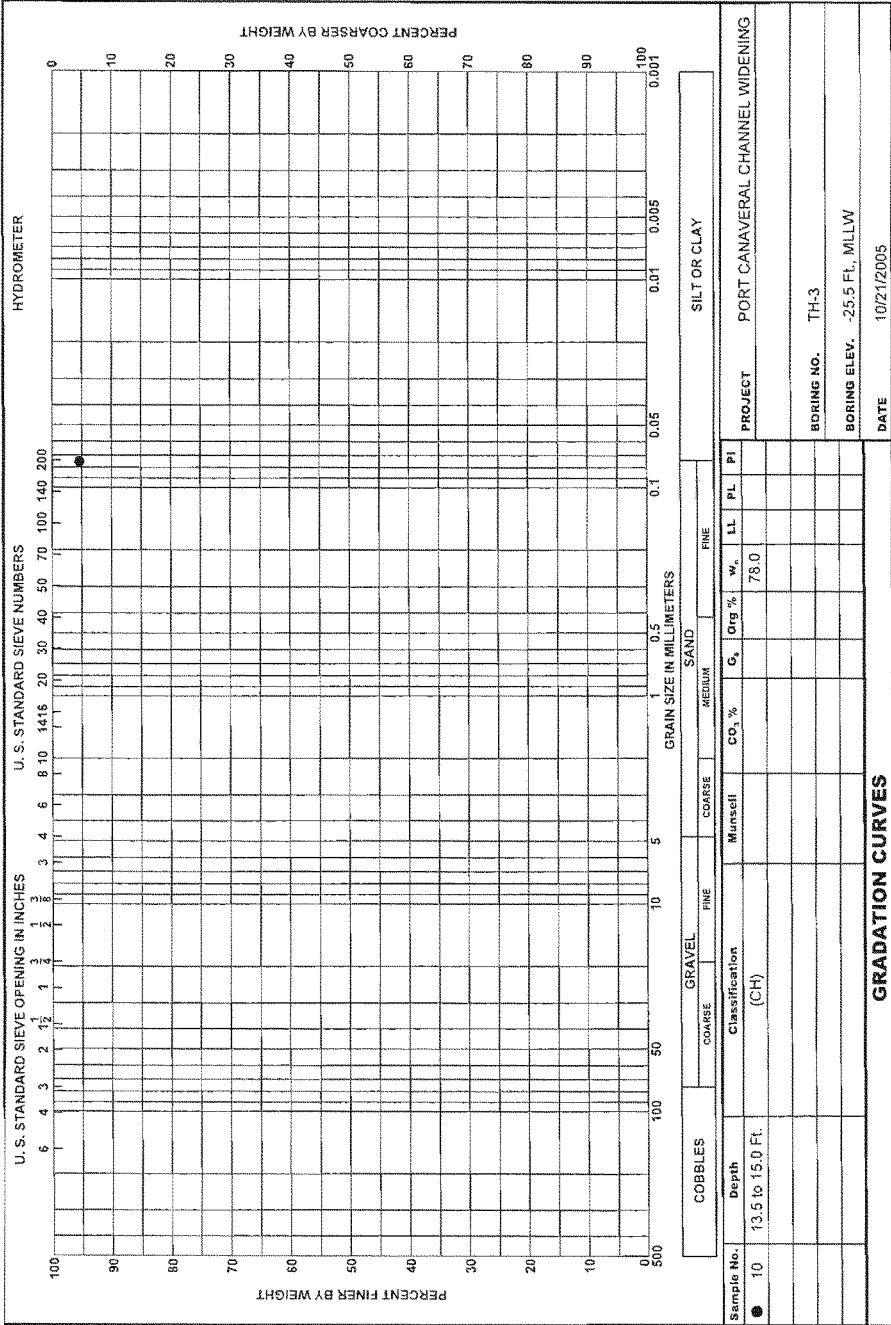 U. S. STANDARD SIEVE OPENING IN INCHES U. S. STANDARD SIEVE NUMBERS HYDROMETER
6 4 3 2 1 1/2 1 3/4 1/2 3/8 3 4 6 8 10 14 16 20 30 40 50 70 100 140 200
100 0
90 10
80 20
70 30
60 40
50 50
40 60
30 70
20 80
10 90
0 100
PERCENT FINER BY WEIGHT
PERCENT COARSER BY WEIGHT
500 100 50 10 5 1 0.5 0.1 0.05 0.01 0.005 0.001
GRAIN SIZE IN MILLIMETERS
COBBLES GRAVEL SAND SILT OR CLAY
COARSE FINE COARSE MEDIUM FINE
Sample No. Depth Classification Munsell CO₃ % Gₛ Org % wₙ LL PL PI
10 13.5 to 15.0 Ft. (CH) 78.0
PROJECT PORT CANAVERAL CHANNEL WIDENING
BORING NO. TH-3
BORING ELEV. -25.5 Ft., MLLW
DATE 10/21/2005
GRADATION CURVES